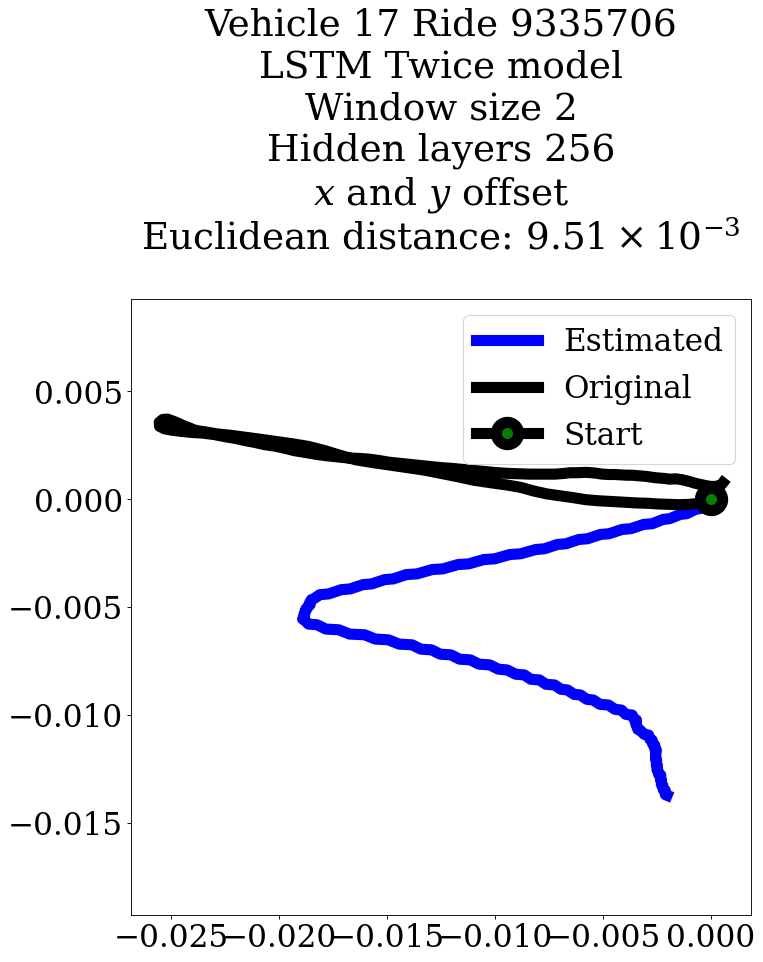 Vehicle 17 Ride 9335706
LSTM Twice model
Window size 2
Hidden layers 256
x and y offset
Euclidean distance: 9.51 × 10⁻³
Estimated
Original
Start
0.005
0.000
−0.005
−0.010
−0.015
−0.025 −0.020 −0.015 −0.010 −0.005 0.000